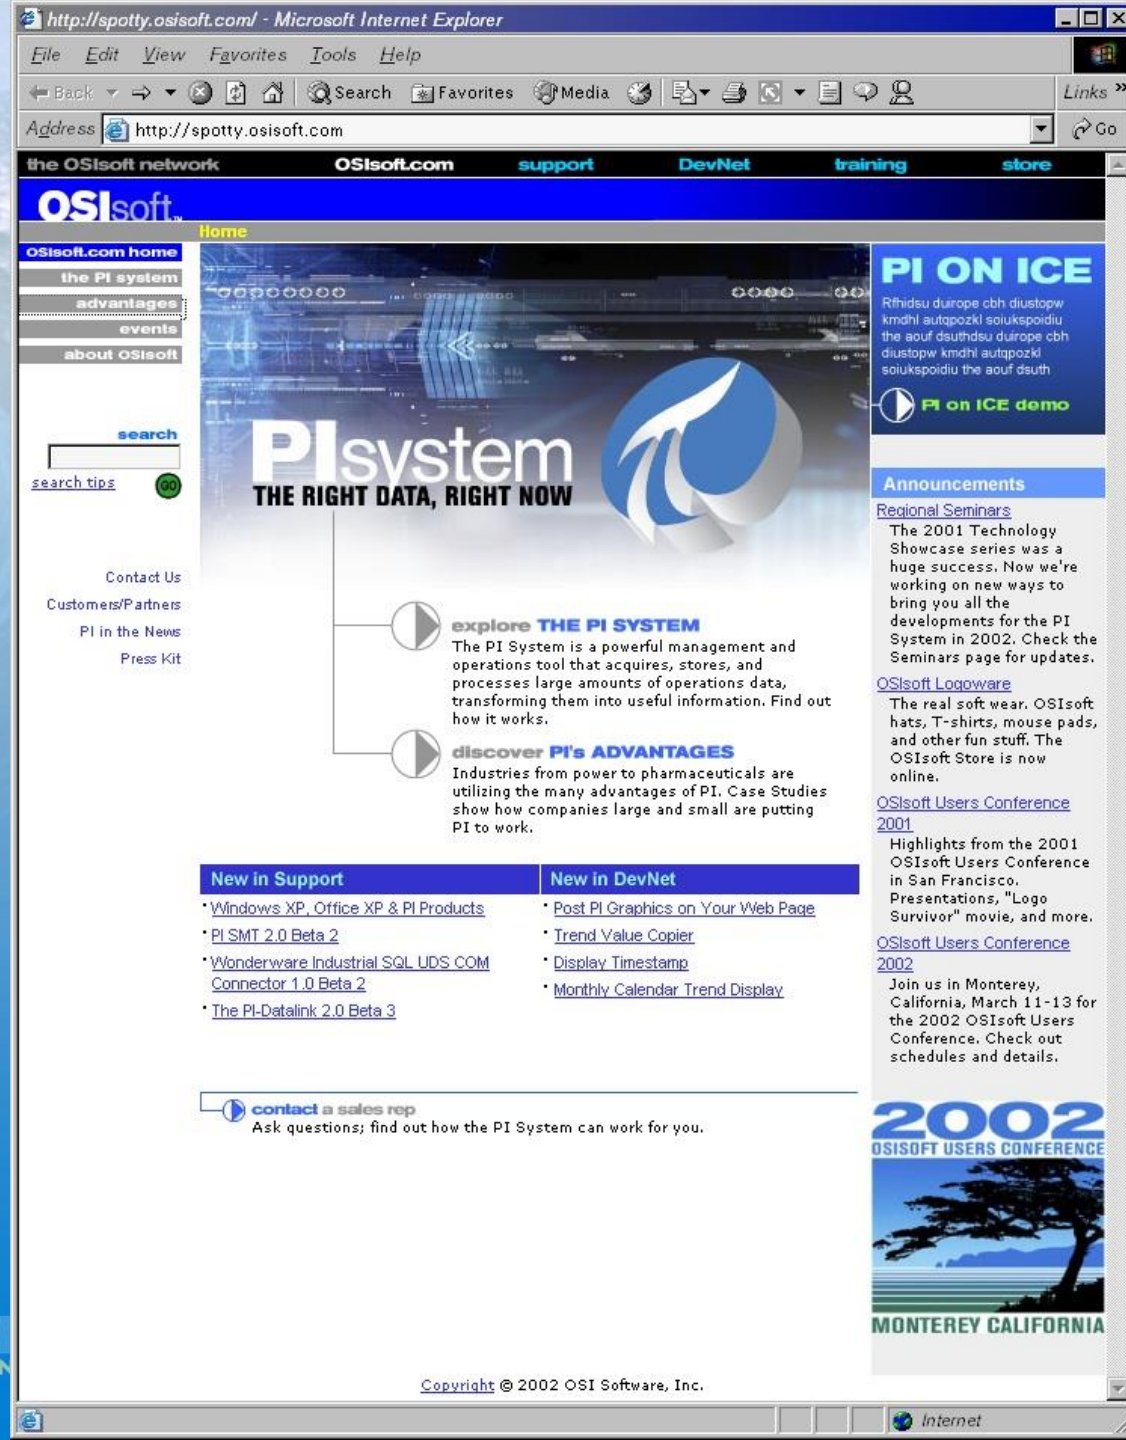 http://spotty.osisoft.com/ - Microsoft Internet Explorer
File Edit View Favorites Tools Help
Back Search Favorites Media Links »
Address http://spotty.osisoft.com Go
the OSIsoft network OSIsoft.com support DevNet training store
OSIsoft™
Home
OSIsoft.com home
the PI system
advantages
events
about OSIsoft
search
search tips GO
Contact Us
Customers/Partners
PI in the News
Press Kit
PIsystem
THE RIGHT DATA, RIGHT NOW
explore THE PI SYSTEM
The PI System is a powerful management and
operations tool that acquires, stores, and
processes large amounts of operations data,
transforming them into useful information. Find out
how it works.
discover PI's ADVANTAGES
Industries from power to pharmaceuticals are
utilizing the many advantages of PI. Case Studies
show how companies large and small are putting
PI to work.
New in Support
· Windows XP, Office XP & PI Products
· PI SMT 2.0 Beta 2
· Wonderware Industrial SQL UDS COM
Connector 1.0 Beta 2
· The PI-Datalink 2.0 Beta 3
New in DevNet
· Post PI Graphics on Your Web Page
· Trend Value Copier
· Display Timestamp
· Monthly Calendar Trend Display
contact a sales rep
Ask questions; find out how the PI System can work for you.
PI ON ICE
Rfhidsu duirope cbh diustopw
kmdhl autqpozkl soiukspoidiu
the aouf dsuthdsu duirope cbh
diustopw kmdhl autqpozkl
soiukspoidiu the aouf dsuth
PI on ICE demo
Announcements
Regional Seminars
The 2001 Technology
Showcase series was a
huge success. Now we're
working on new ways to
bring you all the
developments for the PI
System in 2002. Check the
Seminars page for updates.
OSIsoft Logoware
The real soft wear. OSIsoft
hats, T-shirts, mouse pads,
and other fun stuff. The
OSIsoft Store is now
online.
OSIsoft Users Conference
2001
Highlights from the 2001
OSIsoft Users Conference
in San Francisco.
Presentations, "Logo
Survivor" movie, and more.
OSIsoft Users Conference
2002
Join us in Monterey,
California, March 11-13 for
the 2002 OSIsoft Users
Conference. Check out
schedules and details.
2002
OSISOFT USERS CONFERENCE
MONTEREY CALIFORNIA
Copyright © 2002 OSI Software, Inc.
Internet